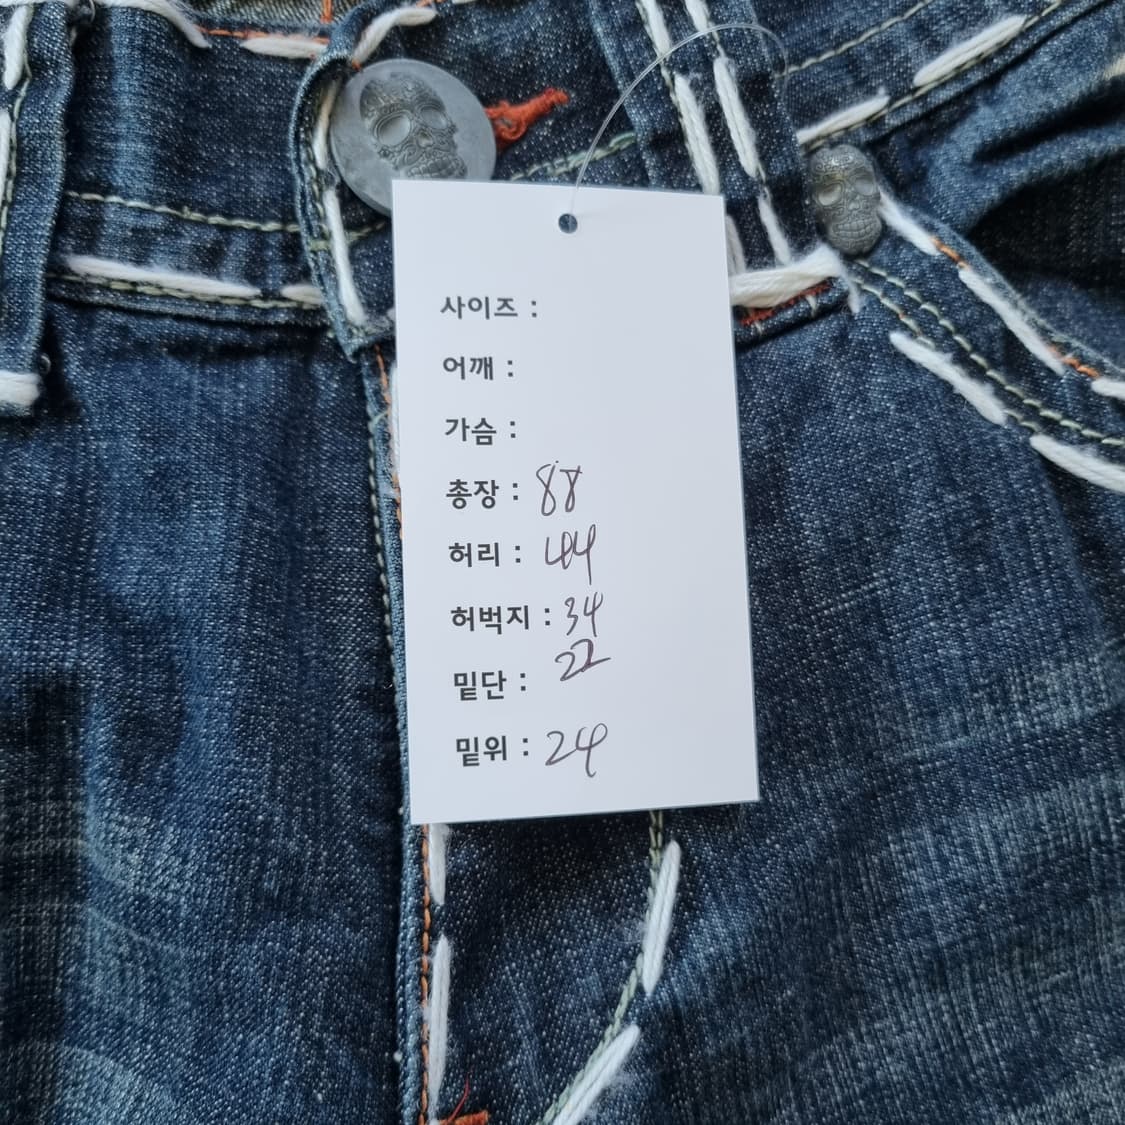 사이즈 :
어깨 :
가슴 :
총장 : 88
허리 : 44
허벅지 : 34
밑단 : 22
밑위 : 24